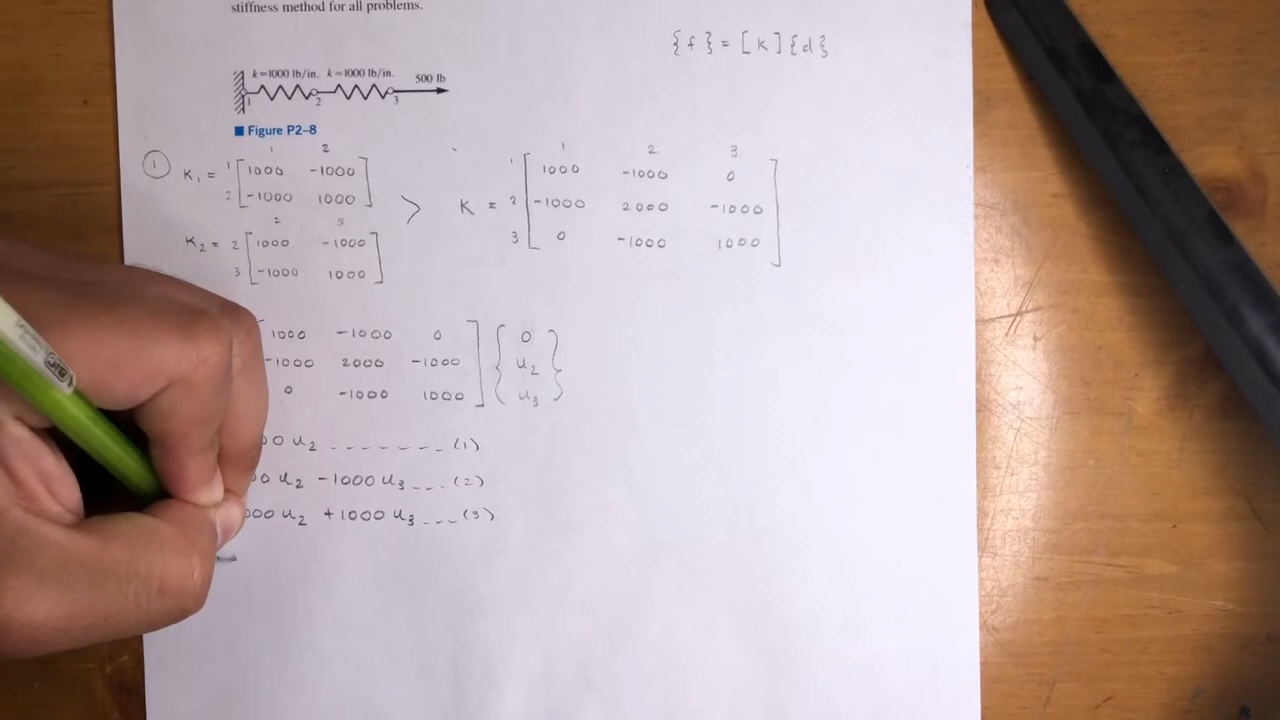 stiffness method for all problems.
{f} = [K]{d}
k=1000 lb/in. k=1000 lb/in. 500 lb
1 2 3
■ Figure P2–8
1
1 2
K₁ = 1 [1000 -1000]
2 [-1000 1000]
2 3
K₂ = 2 [1000 -1000]
3 [-1000 1000]
>
1 2 3
1 [1000 -1000 0]
K = 2 [-1000 2000 -1000]
3 [0 -1000 1000]
1000 -1000 0 ] { 0 }
-1000 2000 -1000 ] { u₂ }
0 -1000 1000 ] { u₃ }
u₂ ------- (1)
u₂ -1000 u₃ --- (2)
u₂ +1000 u₃ --- (3)
BIC